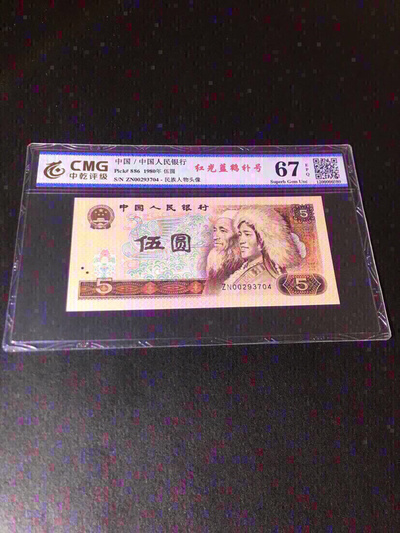 CMG
中乾评级
中国 / 中国人民银行
Pick# 886 1980年 伍圆
S/N ZN00293704 - 民族人物头像
红光蓝鹤补号
67
EPQ
Superb Gem Unc
中国人民银行
5
伍圆
ZN00293704
5
5